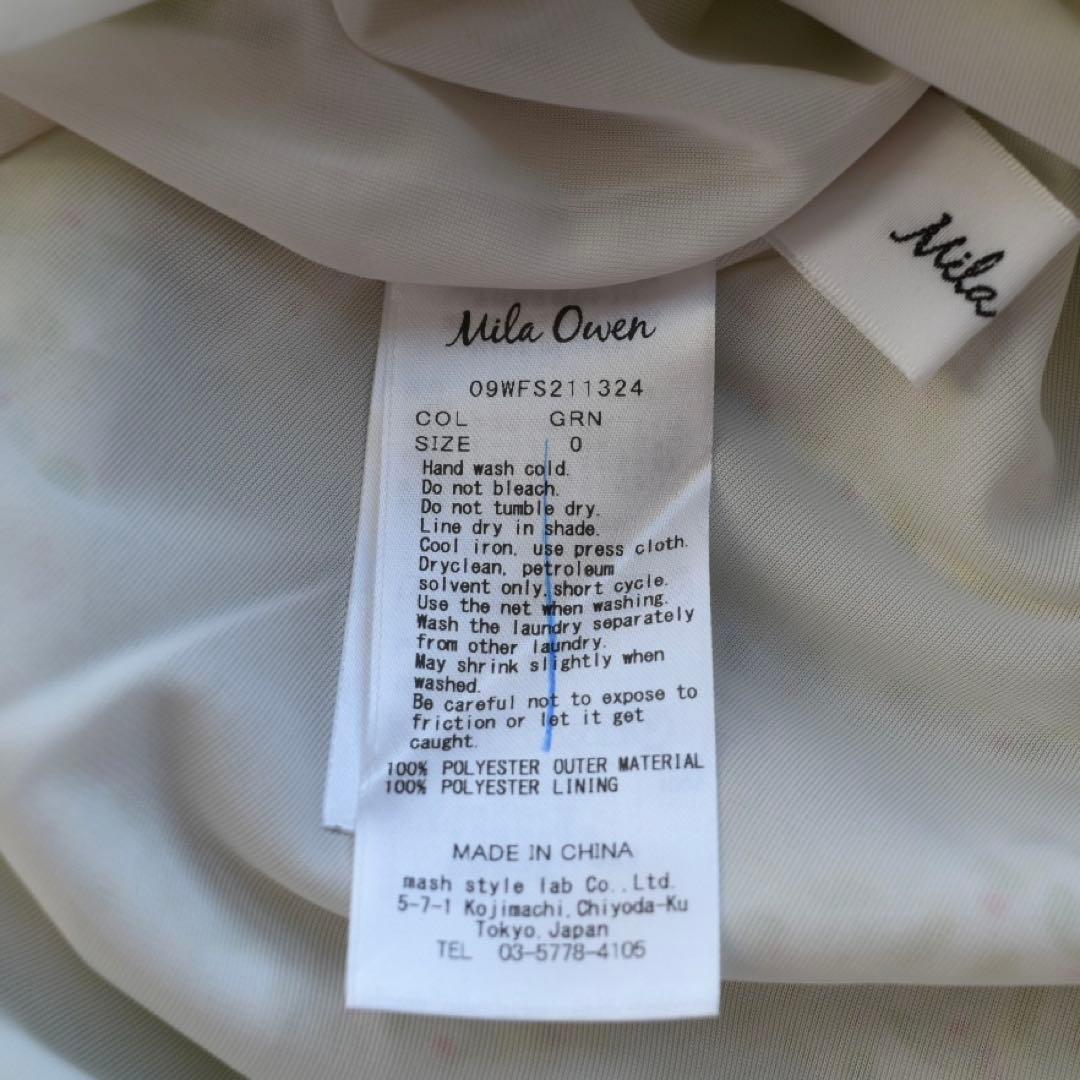 Mila
Mila Owen
09WFS211324
COL GRN
SIZE 0
Hand wash cold.
Do not bleach.
Do not tumble dry.
Line dry in shade.
Cool iron, use press cloth.
Dryclean, petroleum
solvent only, short cycle.
Use the net when washing.
Wash the laundry separately
from other laundry.
May shrink slightly when
washed.
Be careful not to expose to
friction or let it get
caught.
100% POLYESTER OUTER MATERIAL
100% POLYESTER LINING
MADE IN CHINA
mash style lab Co.,Ltd.
5-7-1 Kojimachi,Chiyoda-Ku
Tokyo,Japan
TEL 03-5778-4105